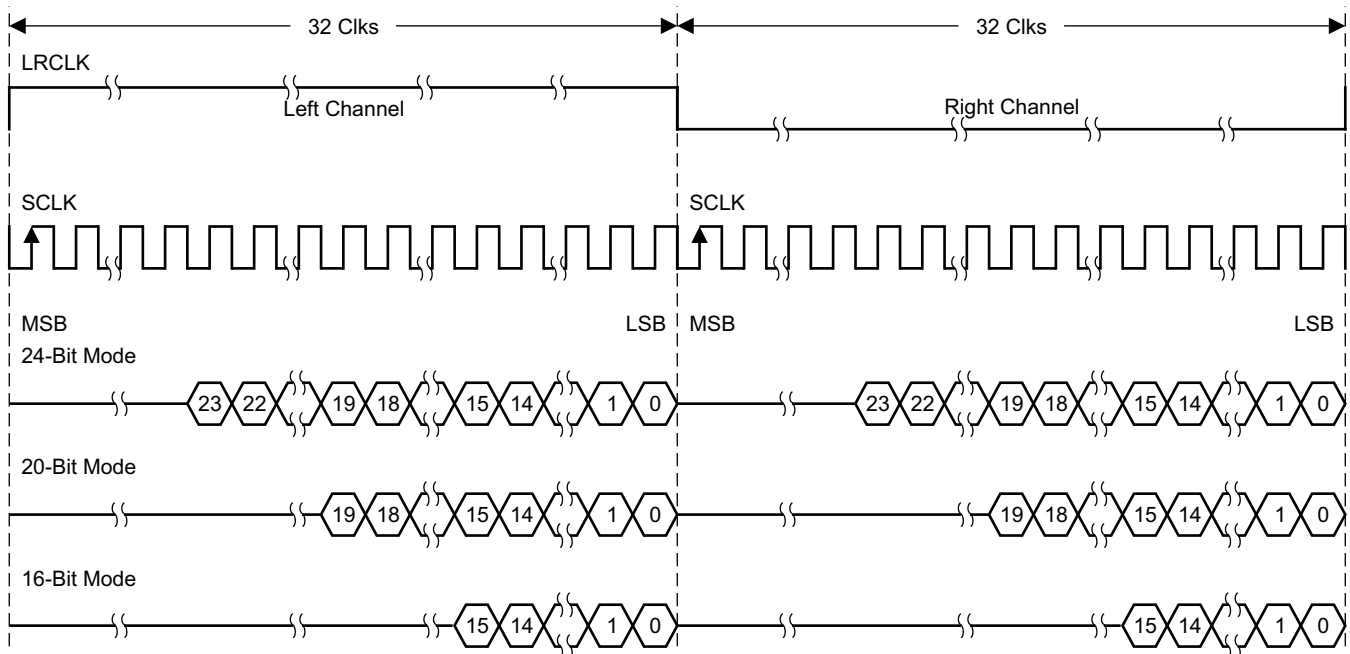 32 Clks 32 Clks
LRCLK
Left Channel Right Channel
SCLK SCLK
MSB LSB MSB LSB
24-Bit Mode
23 22 19 18 15 14 1 0 23 22 19 18 15 14 1 0
20-Bit Mode
19 18 15 14 1 0 19 18 15 14 1 0
16-Bit Mode
15 14 1 0 15 14 1 0